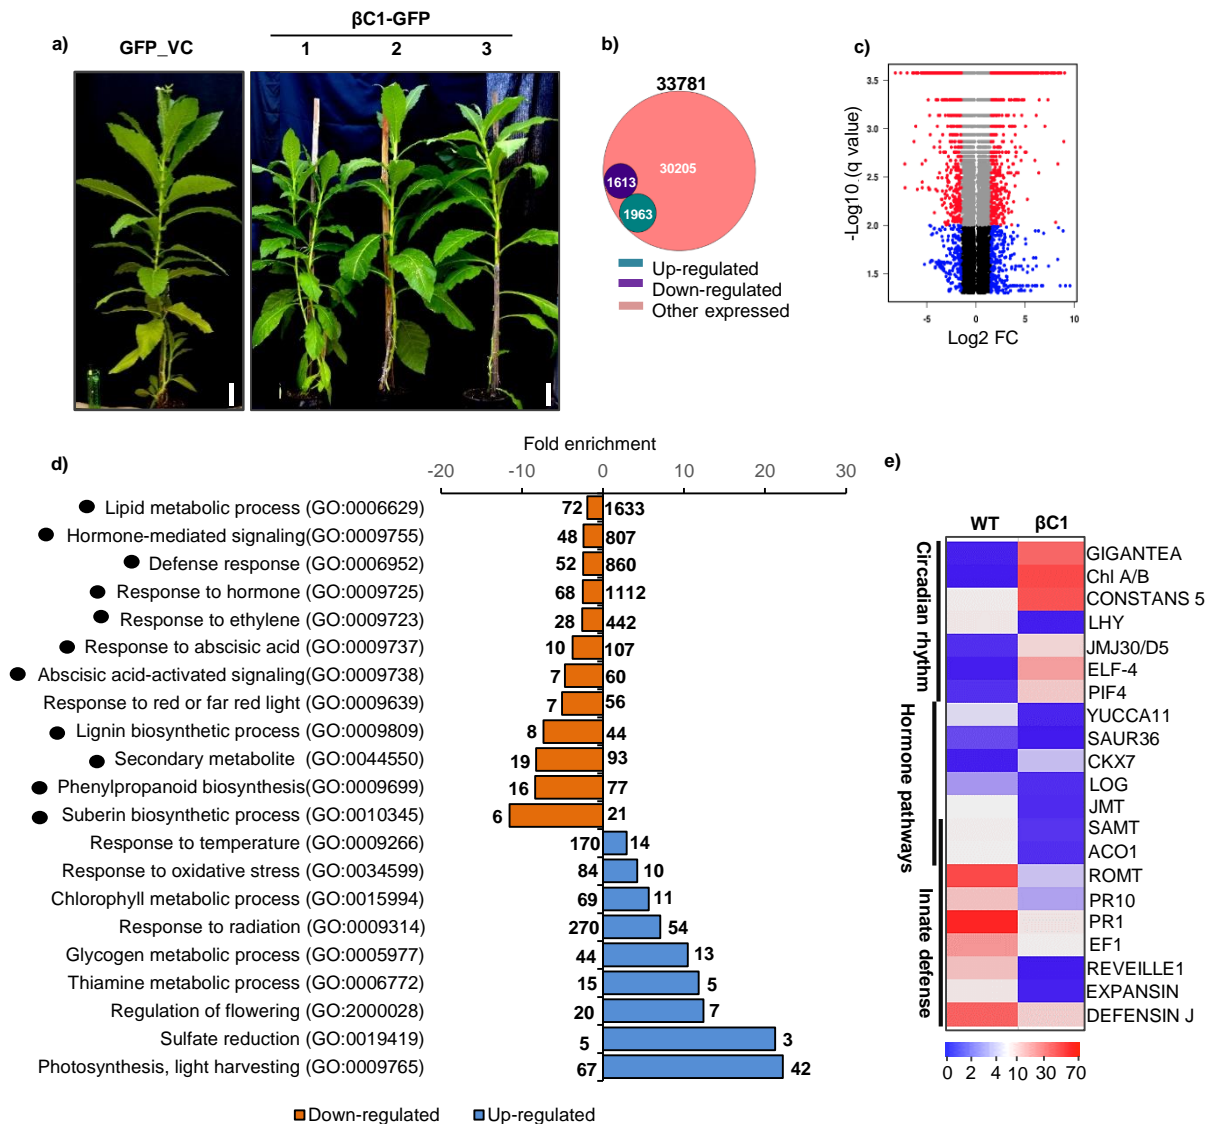 a)
GFP_VC
βC1-GFP
1 2 3
b)
33781
30205
1613
1963
Up-regulated
Down-regulated
Other expressed
c)
-Log10 (q value)
3.5
3.0
2.5
2.0
1.5
-5 0 5 10
Log2 FC
d)
Fold enrichment
-20 -10 0 10 20 30
Lipid metabolic process (GO:0006629) 72 1633
Hormone-mediated signaling(GO:0009755) 48 807
Defense response (GO:0006952) 52 860
Response to hormone (GO:0009725) 68 1112
Response to ethylene (GO:0009723) 28 442
Response to abscisic acid (GO:0009737) 10 107
Abscisic acid-activated signaling(GO:0009738) 7 60
Response to red or far red light (GO:0009639) 7 56
Lignin biosynthetic process (GO:0009809) 8 44
Secondary metabolite (GO:0044550) 19 93
Phenylpropanoid biosynthesis(GO:0009699) 16 77
Suberin biosynthetic process (GO:0010345) 6 21
Response to temperature (GO:0009266) 170 14
Response to oxidative stress (GO:0034599) 84 10
Chlorophyll metabolic process (GO:0015994) 69 11
Response to radiation (GO:0009314) 270 54
Glycogen metabolic process (GO:0005977) 44 13
Thiamine metabolic process (GO:0006772) 15 5
Regulation of flowering (GO:2000028) 20 7
Sulfate reduction (GO:0019419) 5 3
Photosynthesis, light harvesting (GO:0009765) 67 42
Down-regulated Up-regulated
e)
WT βC1
Circadian rhythm
Hormone pathways
Innate defense
GIGANTEA
Chl A/B
CONSTANS 5
LHY
JMJ30/D5
ELF-4
PIF4
YUCCA11
SAUR36
CKX7
LOG
JMT
SAMT
ACO1
ROMT
PR10
PR1
EF1
REVEILLE1
EXPANSIN
DEFENSIN J
0 2 4 10 30 70